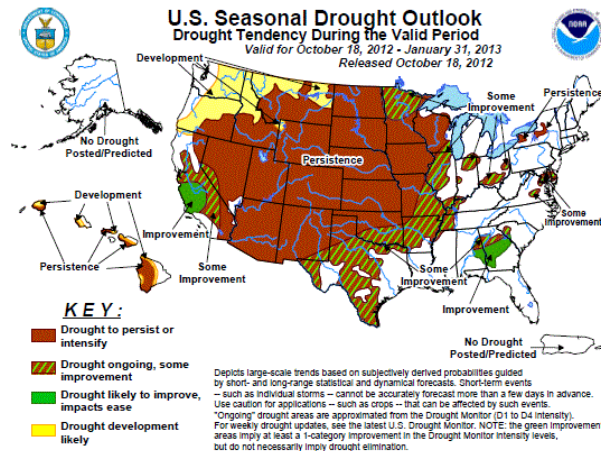 U.S. Seasonal Drought Outlook
Drought Tendency During the Valid Period
Valid for October 18, 2012 - January 31, 2013
Released October 18, 2012
NOAA
Development
Some
Improvement
Persistence
No Drought
Posted/Predicted
Persistence
Development
Some
Improvement
Improvement
Persistence
Some
Improvement
Some
Improvement
Improvement
KEY:
Drought to persist or
intensify
Drought ongoing, some
improvement
Drought likely to improve,
impacts ease
Drought development
likely
No Drought
Posted/Predicted
Depicts large-scale trends based on subjectively derived probabilities guided
by short- and long-range statistical and dynamical forecasts. Short-term events
-- such as individual storms -- cannot be accurately forecast more than a few days in advance.
Use caution for applications -- such as crops -- that can be affected by such events.
"Ongoing" drought areas are approximated from the Drought Monitor (D1 to D4 intensity).
For weekly drought updates, see the latest U.S. Drought Monitor. NOTE: the green improvement
areas imply at least a 1-category improvement in the Drought Monitor intensity levels,
but do not necessarily imply drought elimination.